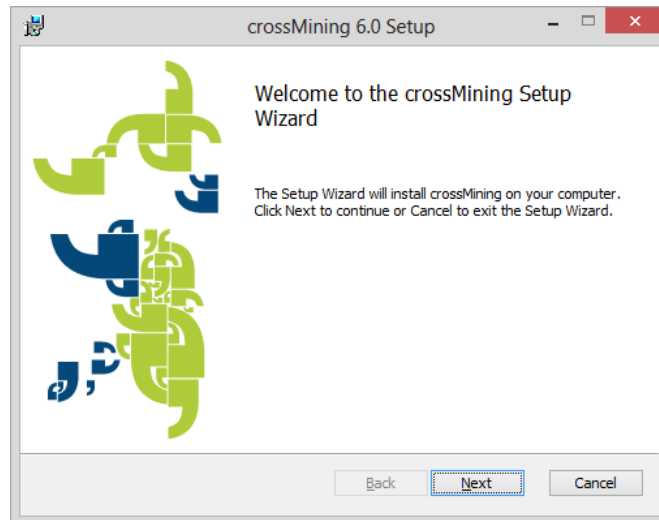 crossMining 6.0 Setup
Welcome to the crossMining Setup
Wizard
The Setup Wizard will install crossMining on your computer.
Click Next to continue or Cancel to exit the Setup Wizard.
Back Next Cancel